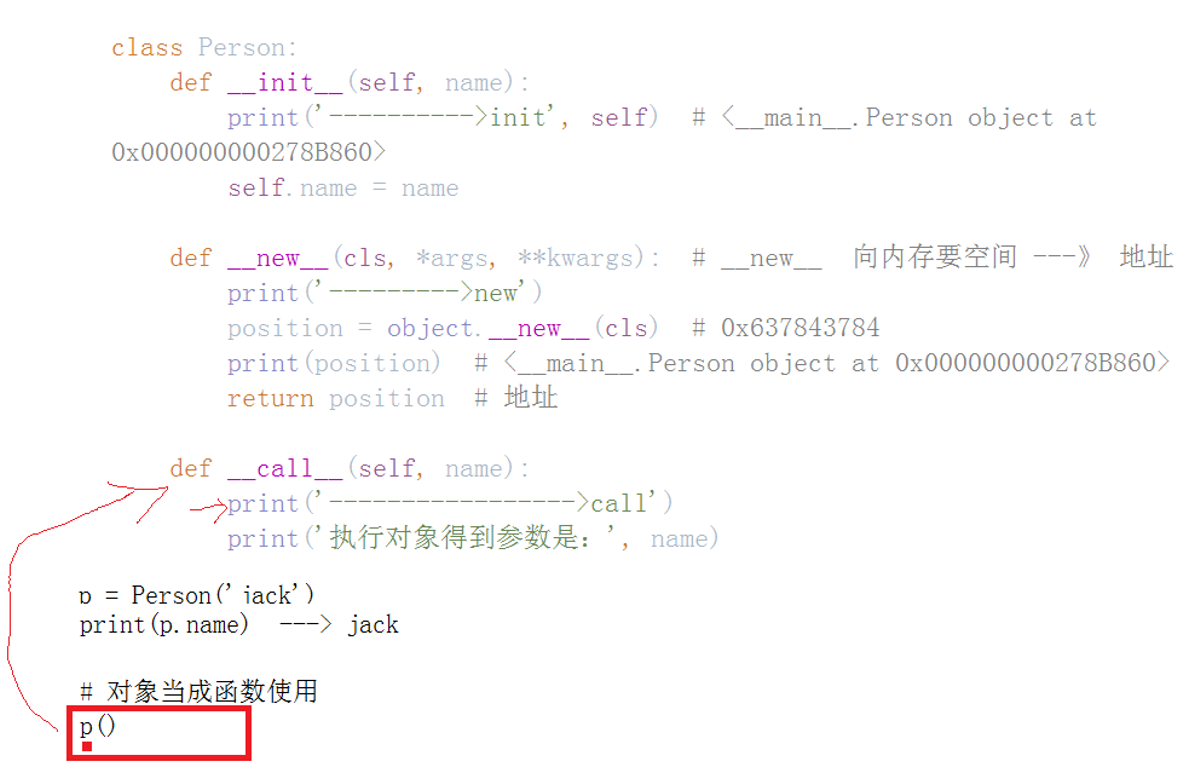 class Person:
def __init__(self, name):
print('---------->init', self)  # <__main__.Person object at
0x000000000278B860>
self.name = name
def __new__(cls, *args, **kwargs):  # __new__  向内存要空间 ---》 地址
print('--------->new')
position = object.__new__(cls)  # 0x637843784
print(position)  # <__main__.Person object at 0x000000000278B860>
return position  # 地址
def __call__(self, name):
print('----------------->call')
print('执行对象得到参数是：', name)
p = Person('jack')
print(p.name)  ---> jack
# 对象当成函数使用
p()